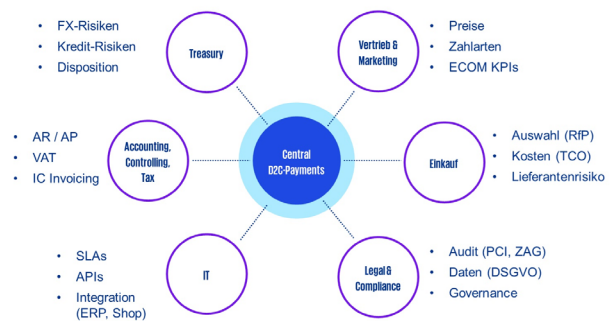 • FX-Risiken
• Kredit-Risiken
• Disposition
Treasury
Vertrieb &
Marketing
• Preise
• Zahlarten
• ECOM KPIs
• AR / AP
• VAT
• IC Invoicing
Accounting,
Controlling,
Tax
Central
D2C-Payments
Einkauf
• Auswahl (RfP)
• Kosten (TCO)
• Lieferantenrisiko
• SLAs
• APIs
• Integration
(ERP, Shop)
IT
Legal &
Compliance
• Audit (PCI, ZAG)
• Daten (DSGVO)
• Governance